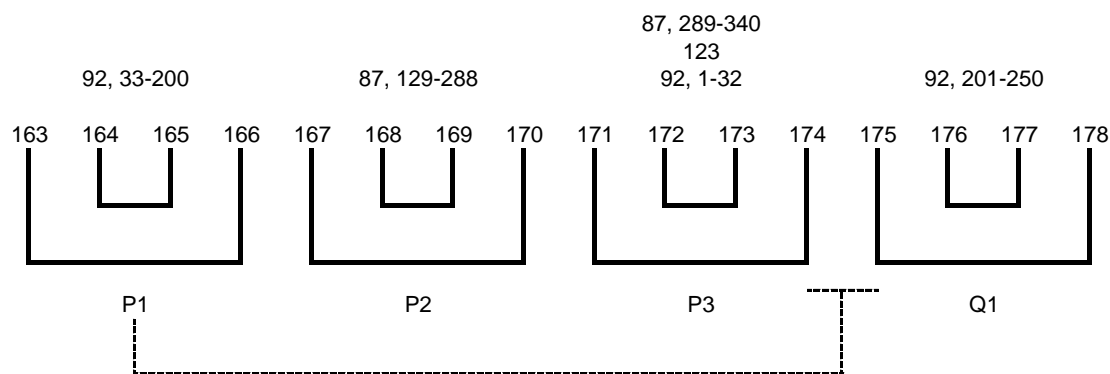 87, 289-340
123
92, 33-200 87, 129-288 92, 1-32 92, 201-250
163 164 165 166 167 168 169 170 171 172 173 174 175 176 177 178
P1 P2 P3 Q1